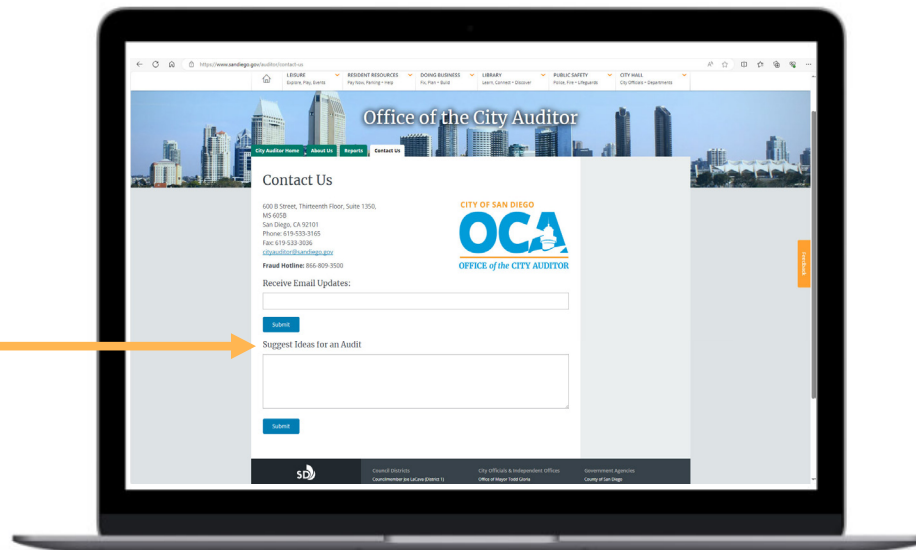 https://www.sandiego.gov/auditor/contact-us
LEISURE
Explore, Play, Events
RESIDENT RESOURCES
Pay Now, Parking + Help
DOING BUSINESS
Fix, Plan + Build
LIBRARY
Learn, Connect + Discover
PUBLIC SAFETY
Police, Fire + Lifeguards
CITY HALL
City Officials + Departments
Office of the City Auditor
City Auditor Home
About Us
Reports
Contact Us
Contact Us
600 B Street, Thirteenth Floor, Suite 1350,
MS 605B
San Diego, CA 92101
Phone: 619-533-3165
Fax: 619-533-3036
cityauditor@sandiego.gov
Fraud Hotline: 866-809-3500
CITY OF SAN DIEGO
OCA
OFFICE of the CITY AUDITOR
Feedback
Receive Email Updates:
Submit
Suggest Ideas for an Audit
Submit
SD
Council Districts
Councilmember Joe LaCava (District 1)
City Officials & Independent Offices
Office of Mayor Todd Gloria
Government Agencies
County of San Diego